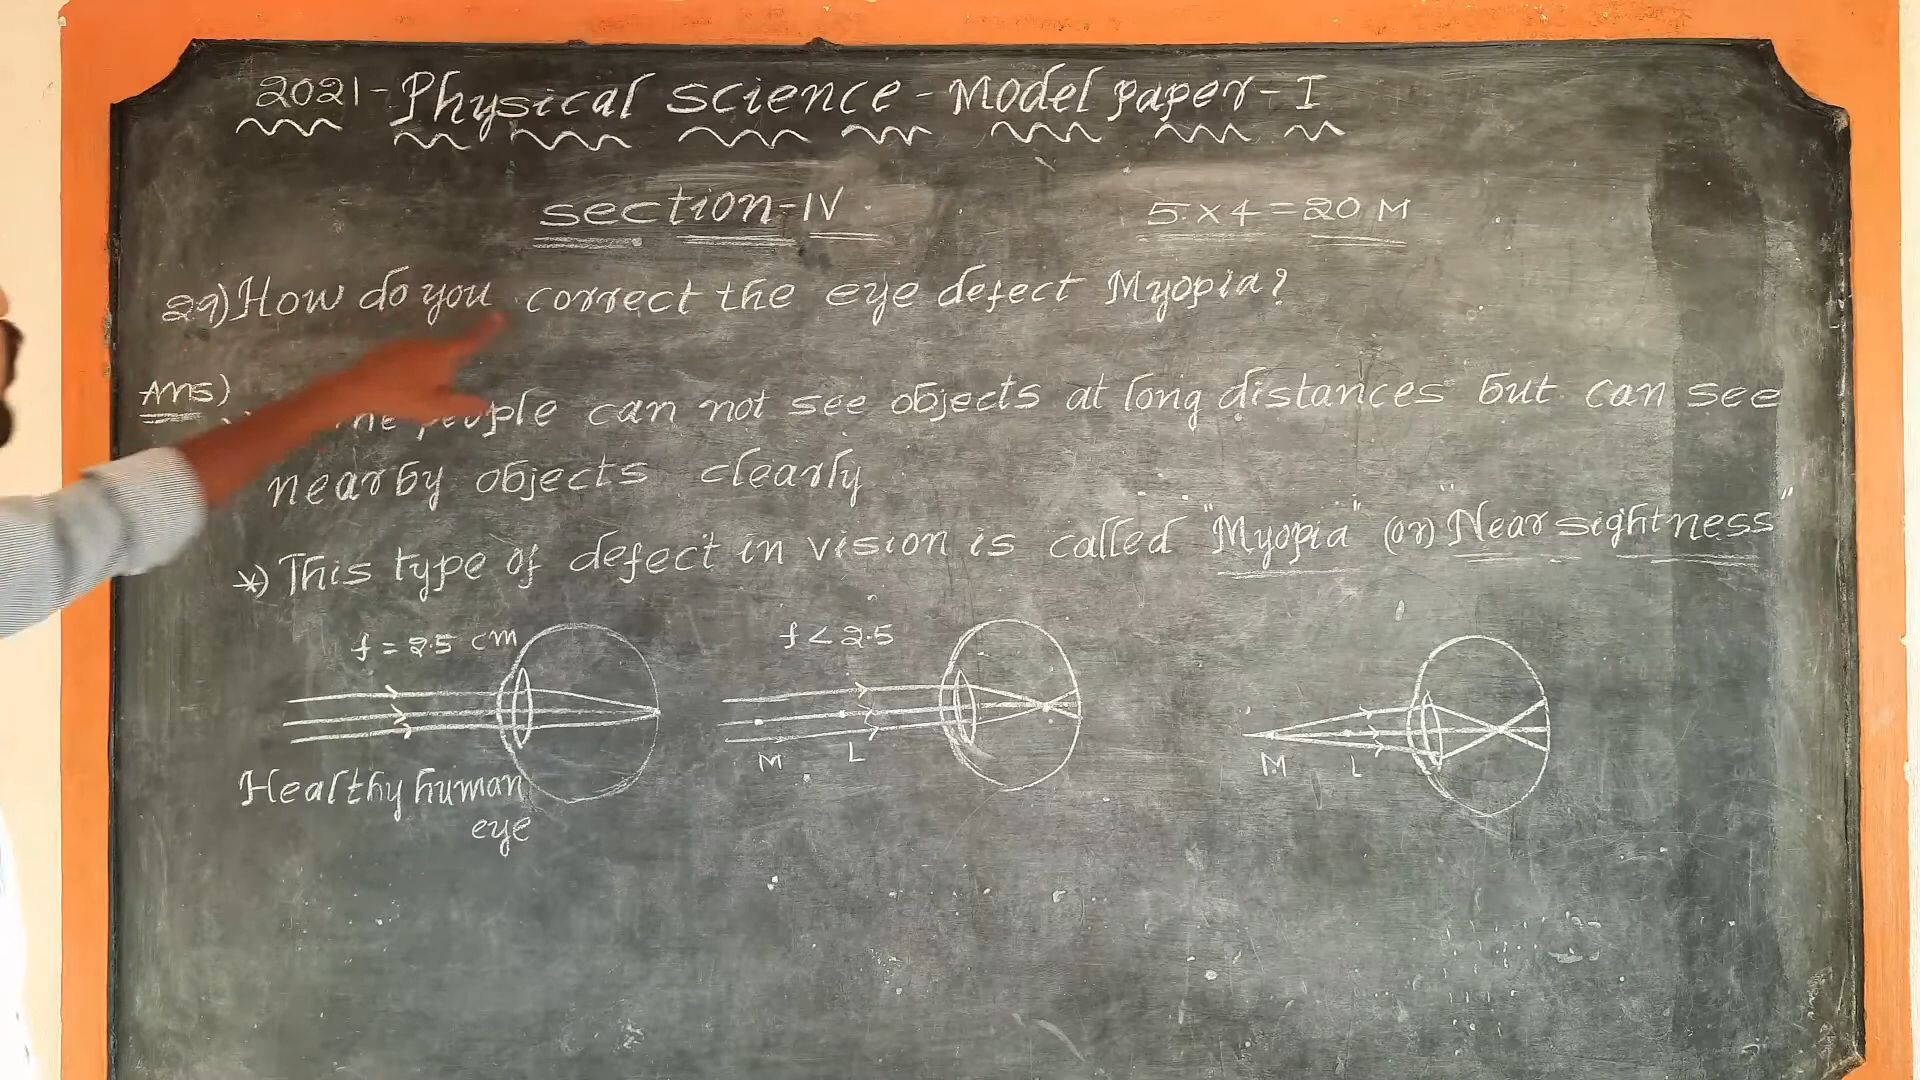 2021-Physical science-Model paper-I
section-IV
5×4=20 M
29) How do you correct the eye defect Myopia?
Ans)
people can not see objects at long distances but can see
nearby objects clearly
*) This type of defect in vision is called "Myopia" (or) "Near sightness"
f = 2.5 cm
f < 2.5
M L
M L
Healthy human
eye